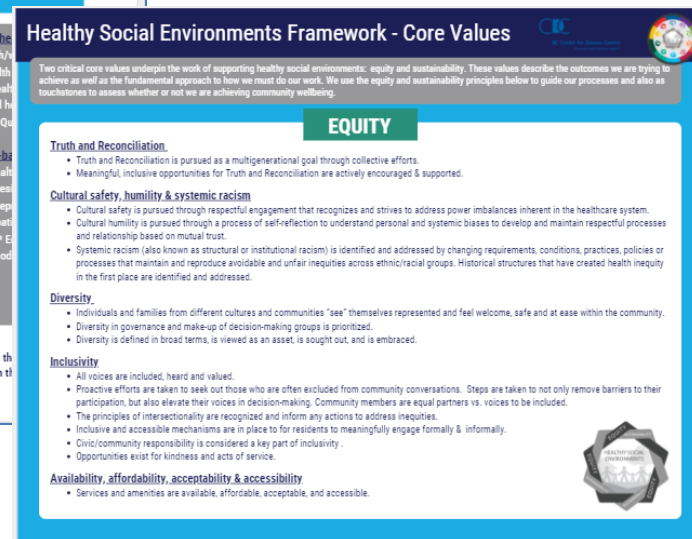 Healthy Social Environments Framework - Core Values
Two critical core values underpin the work of supporting healthy social environments: equity and sustainability. These values describe the outcomes we are trying to
achieve as well as the fundamental approach to how we must do our work. We use the equity and sustainability principles below to guide our processes and also as
touchstones to assess whether or not we are achieving community wellbeing.
EQUITY
Truth and Reconciliation
• Truth and Reconciliation is pursued as a multigenerational goal through collective efforts.
• Meaningful, inclusive opportunities for Truth and Reconciliation are actively encouraged & supported.
Cultural safety, humility & systemic racism
• Cultural safety is pursued through respectful engagement that recognizes and strives to address power imbalances inherent in the healthcare system.
• Cultural humility is pursued through a process of self-reflection to understand personal and systemic biases to develop and maintain respectful processes
and relationship based on mutual trust.
• Systemic racism (also known as structural or institutional racism) is identified and addressed by changing requirements, conditions, practices, policies or
processes that maintain and reproduce avoidable and unfair inequities across ethnic/racial groups. Historical structures that have created health inequity
in the first place are identified and addressed.
Diversity
• Individuals and families from different cultures and communities "see" themselves represented and feel welcome, safe and at ease within the community.
• Diversity in governance and make-up of decision-making groups is prioritized.
• Diversity is defined in broad terms, is viewed as an asset, is sought out, and is embraced.
Inclusivity
• All voices are included, heard and valued.
• Proactive efforts are taken to seek out those who are often excluded from community conversations. Steps are taken to not only remove barriers to their
participation, but also elevate their voices in decision-making. Community members are equal partners vs. voices to be included.
• The principles of intersectionality are recognized and inform any actions to address inequities.
• Inclusive and accessible mechanisms are in place to for residents to meaningfully engage formally & informally.
• Civic/community responsibility is considered a key part of inclusivity .
• Opportunities exist for kindness and acts of service.
HEALTHY SOCIAL
ENVIRONMENTS
EQUITY
Availability, affordability, acceptability & accessibility
• Services and amenities are available, affordable, acceptable, and accessible.